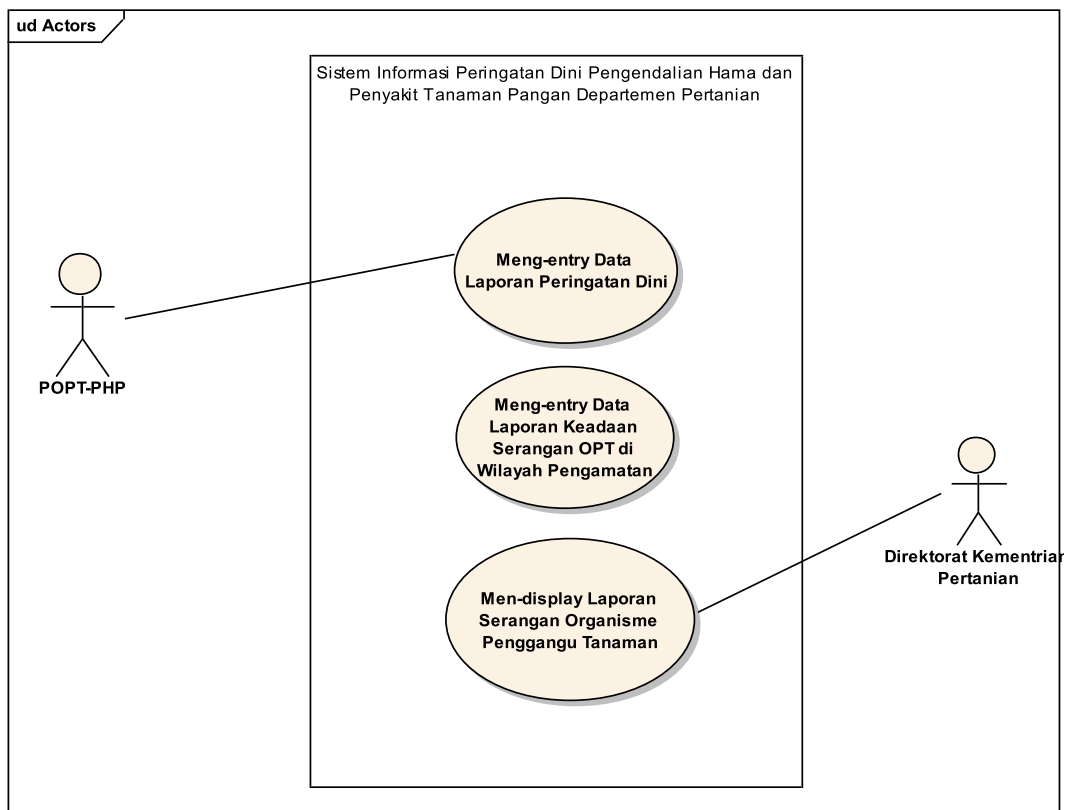 ud Actors
Sistem Informasi Peringatan Dini Pengendalian Hama dan
Penyakit Tanaman Pangan Departemen Pertanian
Meng-entry Data
Laporan Peringatan Dini
POPT-PHP
Meng-entry Data
Laporan Keadaan
Serangan OPT di
Wilayah Pengamatan
Direktorat Kementrian
Pertanian
Men-display Laporan
Serangan Organisme
Penggangu Tanaman